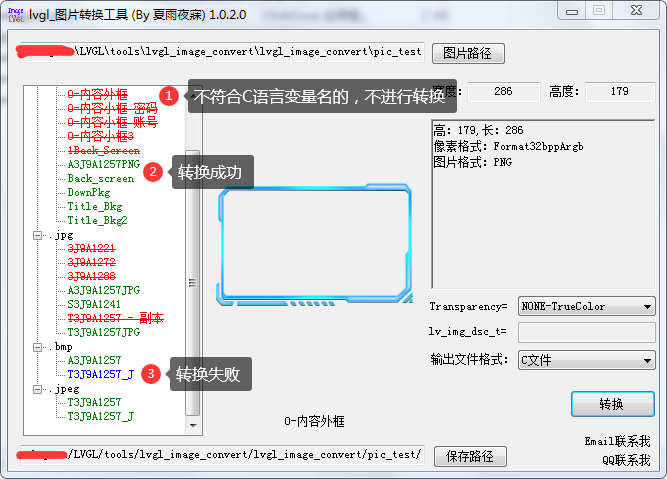 Image LVGL
lvgl_图片转换工具 (By 夏雨夜寐) 1.0.2.0
\LVGL\tools\lvgl_image_convert\lvgl_image_convert\pic_test
图片路径
宽度: 286 高度: 179
0-内容外框
1 不符合C语言变量名的，不进行转换
0-内容小框 密码
0-内容小框 账号
0-内容小框3
1Back_Screen
A3J9A1257PNG
2 转换成功
Back_screen
DownPkg
Title_Bkg
Title_Bkg2
.jpg
3J9A1221
3J9A1272
3J9A1288
A3J9A1257JPG
S3J9A1241
T3J9A1257 - 副本
T3J9A1257JPG
.bmp
A3J9A1257
T3J9A1257_J
3 转换失败
.jpeg
T3J9A1257
T3J9A1257_J
0-内容外框
高: 179,长: 286
像素格式: Format32bppArgb
图片格式: PNG
Transparency= NONE-TrueColor
lv_img_dsc_t=
输出文件格式: C文件
转换
Email联系我
QQ联系我
/LVGL/tools/lvgl_image_convert/lvgl_image_convert/pic_test/
保存路径